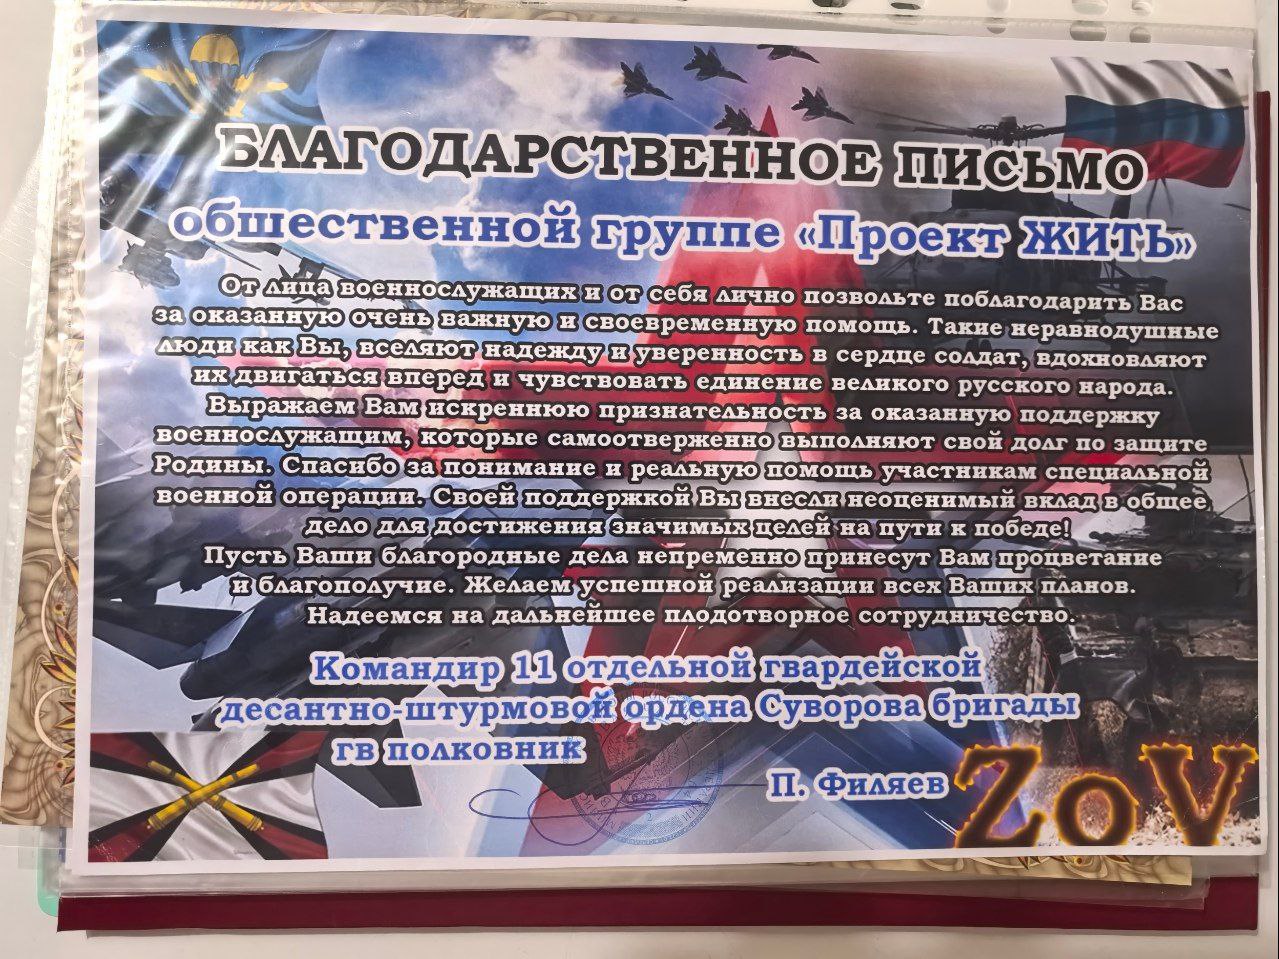 БЛАГОДАРСТВЕННОЕ ПИСЬМО
обшественной группе «Проект ЖИТЬ»
От лица военнослужащих и от себя лично позвольте поблагодарить Вас
за оказанную очень важную и своевременную помощь. Такие неравнодушные
люди как Вы, вселяют надежду и уверенность в сердце солдат, вдохновляют
их двигаться вперед и чувствовать единение великого русского народа.
Выражаем Вам искреннюю признательность за оказанную поддержку
военнослужащим, которые самоотверженно выполняют свой долг по защите
Родины. Спасибо за понимание и реальную помощь участникам специальной
военной операции. Своей поддержкой Вы внесли неоценимый вклад в общее
дело для достижения значимых целей на пути к победе!
Пусть Ваши благородные дела непременно принесут Вам процветание
и благополучие. Желаем успешной реализации всех Ваших планов.
Надеемся на дальнейшее плодотворное сотрудничество.
Командир 11 отдельной гвардейской
десантно-штурмовой ордена Суворова бригады
гв полковник
П. Филяев
ZoV